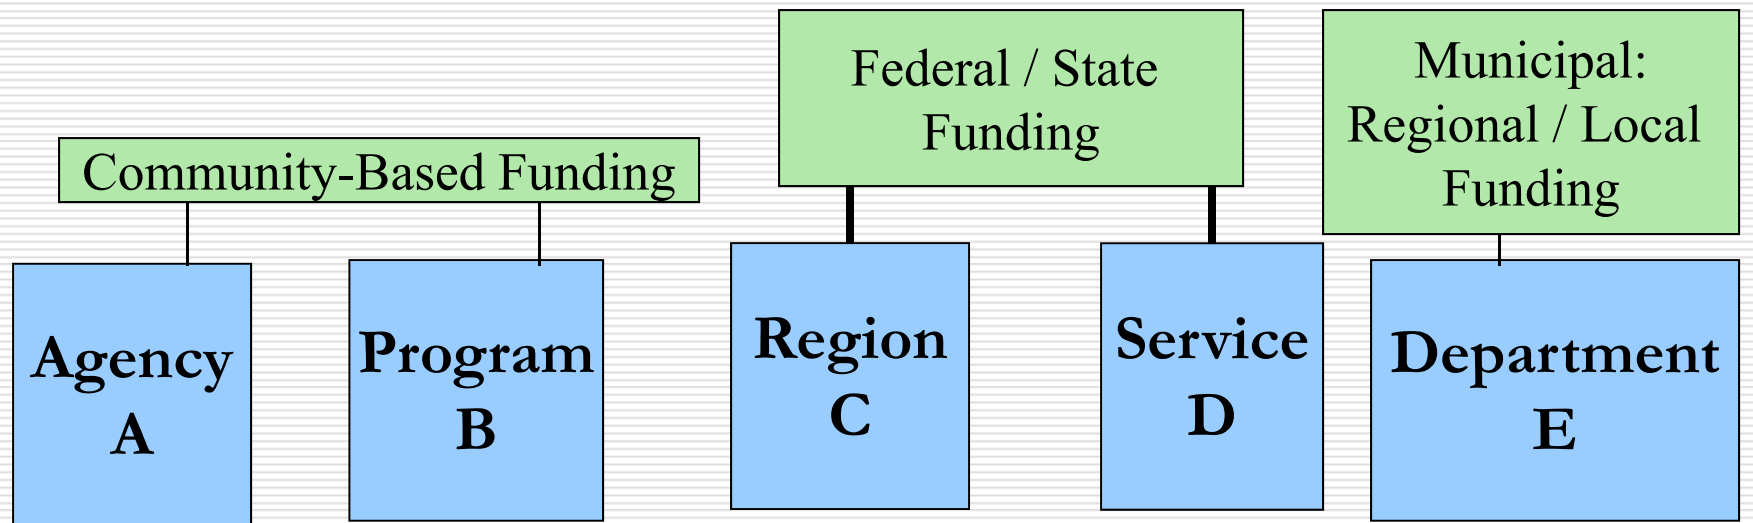 Federal / State
Funding
Municipal:
Regional / Local
Funding
Community-Based Funding
Agency
A
Program
B
Region
C
Service
D
Department
E